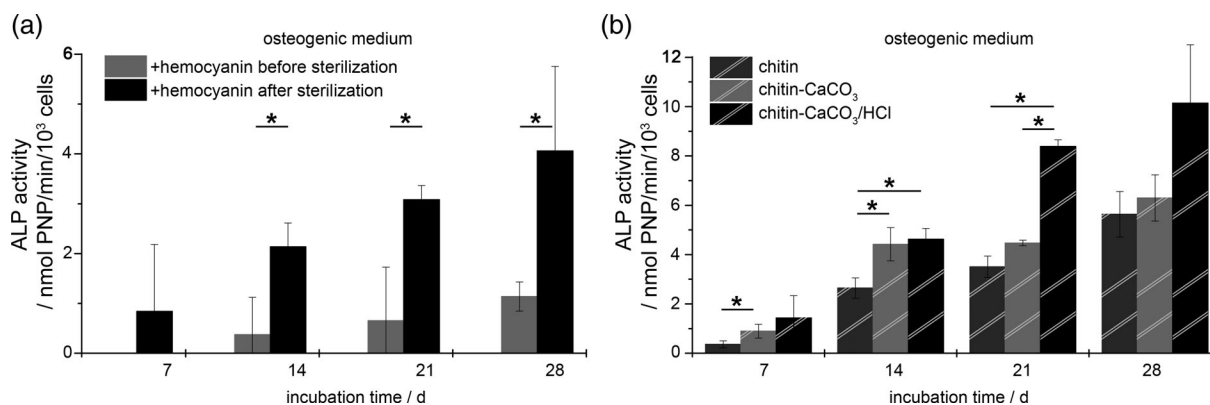 (a)
osteogenic medium
+hemocyanin before sterilization
+hemocyanin after sterilization
ALP activity
/ nmol PNP/min/10³ cells
6
4
2
0
* * *
7 14 21 28
incubation time / d
(b)
osteogenic medium
chitin
chitin-CaCO₃
chitin-CaCO₃/HCl
ALP activity
/ nmol PNP/min/10³ cells
12
10
8
6
4
2
0
*
*
*
*
*
7 14 21 28
incubation time / d